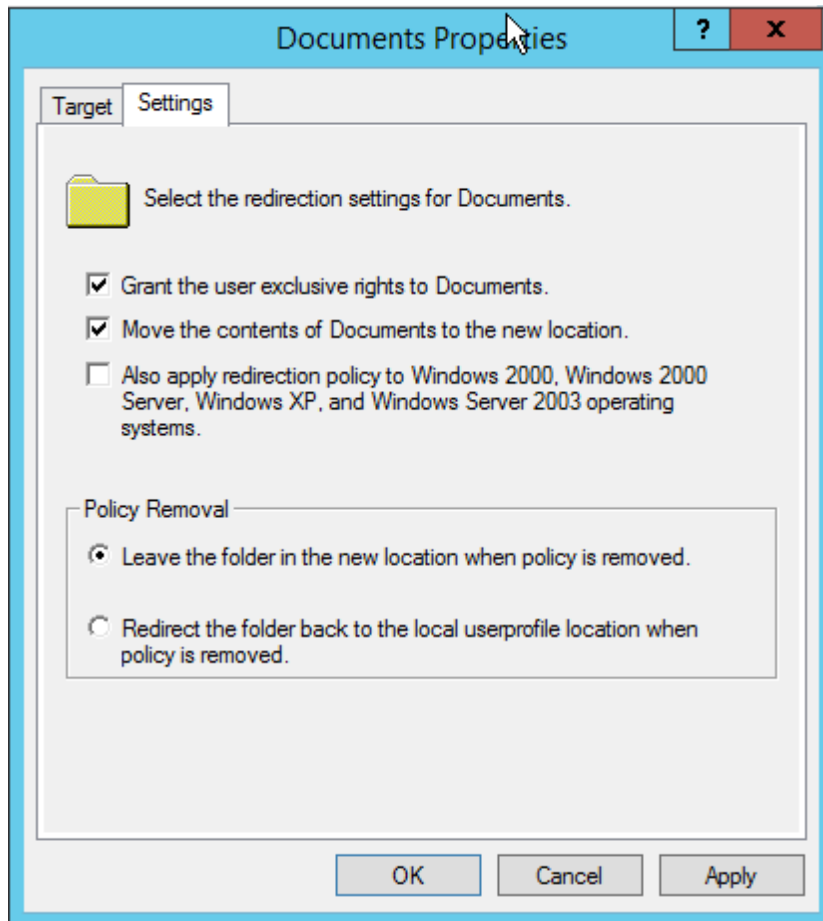 Documents Properties
?
x
Target
Settings
Select the redirection settings for Documents.
Grant the user exclusive rights to Documents.
Move the contents of Documents to the new location.
Also apply redirection policy to Windows 2000, Windows 2000
Server, Windows XP, and Windows Server 2003 operating
systems.
Policy Removal
Leave the folder in the new location when policy is removed.
Redirect the folder back to the local userprofile location when
policy is removed.
OK
Cancel
Apply